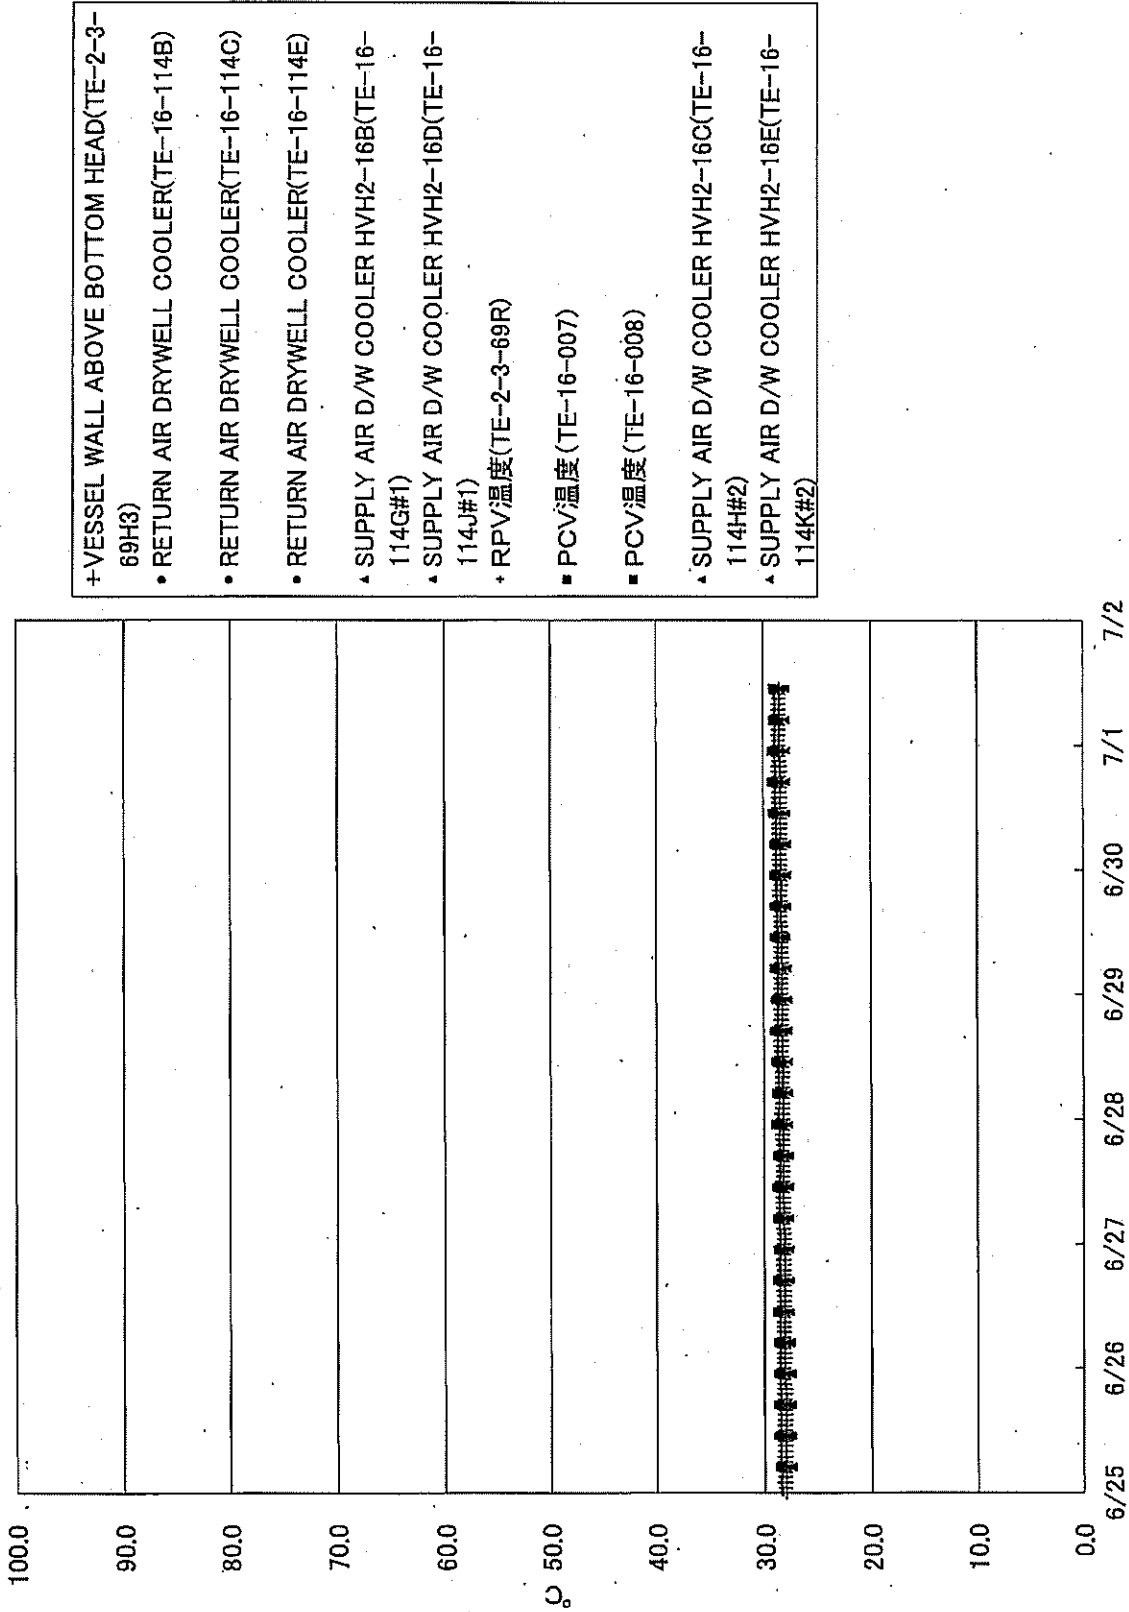 +VESSEL WALL ABOVE BOTTOM HEAD(TE-2-3-
69H3)
• RETURN AIR DRYWELL COOLER(TE-16-114B)
• RETURN AIR DRYWELL COOLER(TE-16-114C)
• RETURN AIR DRYWELL COOLER(TE-16-114E)
▲ SUPPLY AIR D/W COOLER HVH2-16B(TE-16-
114G#1)
▲ SUPPLY AIR D/W COOLER HVH2-16D(TE-16-
114J#1)
+ RPV温度(TE-2-3-69R)
■ PCV温度(TE-16-007)
■ PCV温度(TE-16-008)
▲ SUPPLY AIR D/W COOLER HVH2-16C(TE-16-
114H#2)
▲ SUPPLY AIR D/W COOLER HVH2-16E(TE-16-
114K#2)
100.0
90.0
80.0
70.0
60.0
50.0
40.0
30.0
20.0
10.0
0.0
℃
6/25
6/26
6/27
6/28
6/29
6/30
7/1
7/2